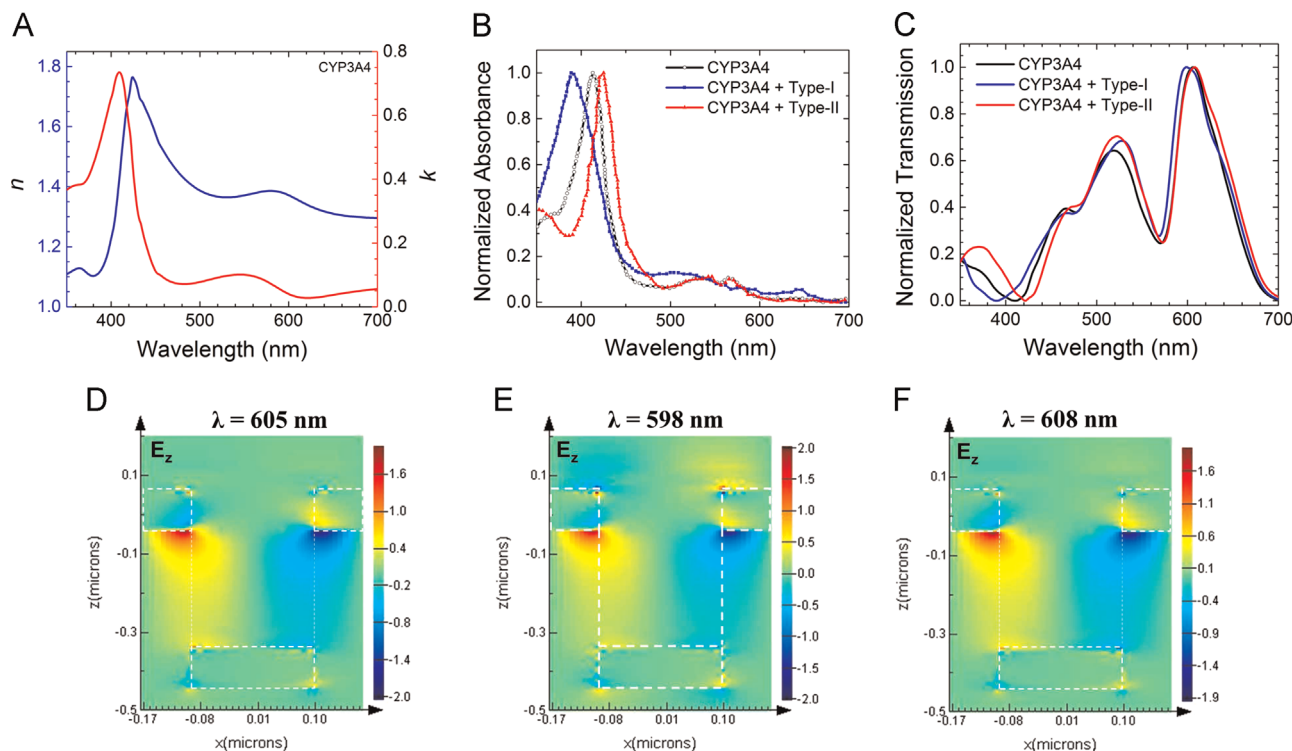 A
B
C
CYP3A4
n
1.8
1.6
1.4
1.3
1.1
1.0
0.8
0.6
0.4
0.2
0.0
k
400
500
600
700
Wavelength (nm)
Normalized Absorbance
1.0
0.8
0.6
0.4
0.2
0.0
CYP3A4
CYP3A4 + Type-I
CYP3A4 + Type-II
400
500
600
700
Wavelength (nm)
Normalized Transmission
1.0
0.8
0.6
0.4
0.2
0.0
CYP3A4
CYP3A4 + Type-I
CYP3A4 + Type-II
400
500
600
700
Wavelength (nm)
D
λ = 605 nm
Ez
z(microns)
0.1
-0.1
-0.3
-0.5
-0.17
-0.08
0.01
0.10
x(microns)
1.6
1.0
0.4
-0.2
-0.8
-1.4
-2.0
E
λ = 598 nm
Ez
z(microns)
0.1
-0.1
-0.3
-0.5
-0.17
-0.08
0.01
0.10
x(microns)
2.0
1.5
1.0
0.5
0.0
-0.5
-1.0
-1.5
-2.0
F
λ = 608 nm
Ez
z(microns)
0.1
-0.1
-0.3
-0.5
-0.17
-0.08
0.01
0.10
x(microns)
1.6
1.1
0.6
0.1
-0.4
-0.9
-1.4
-1.9